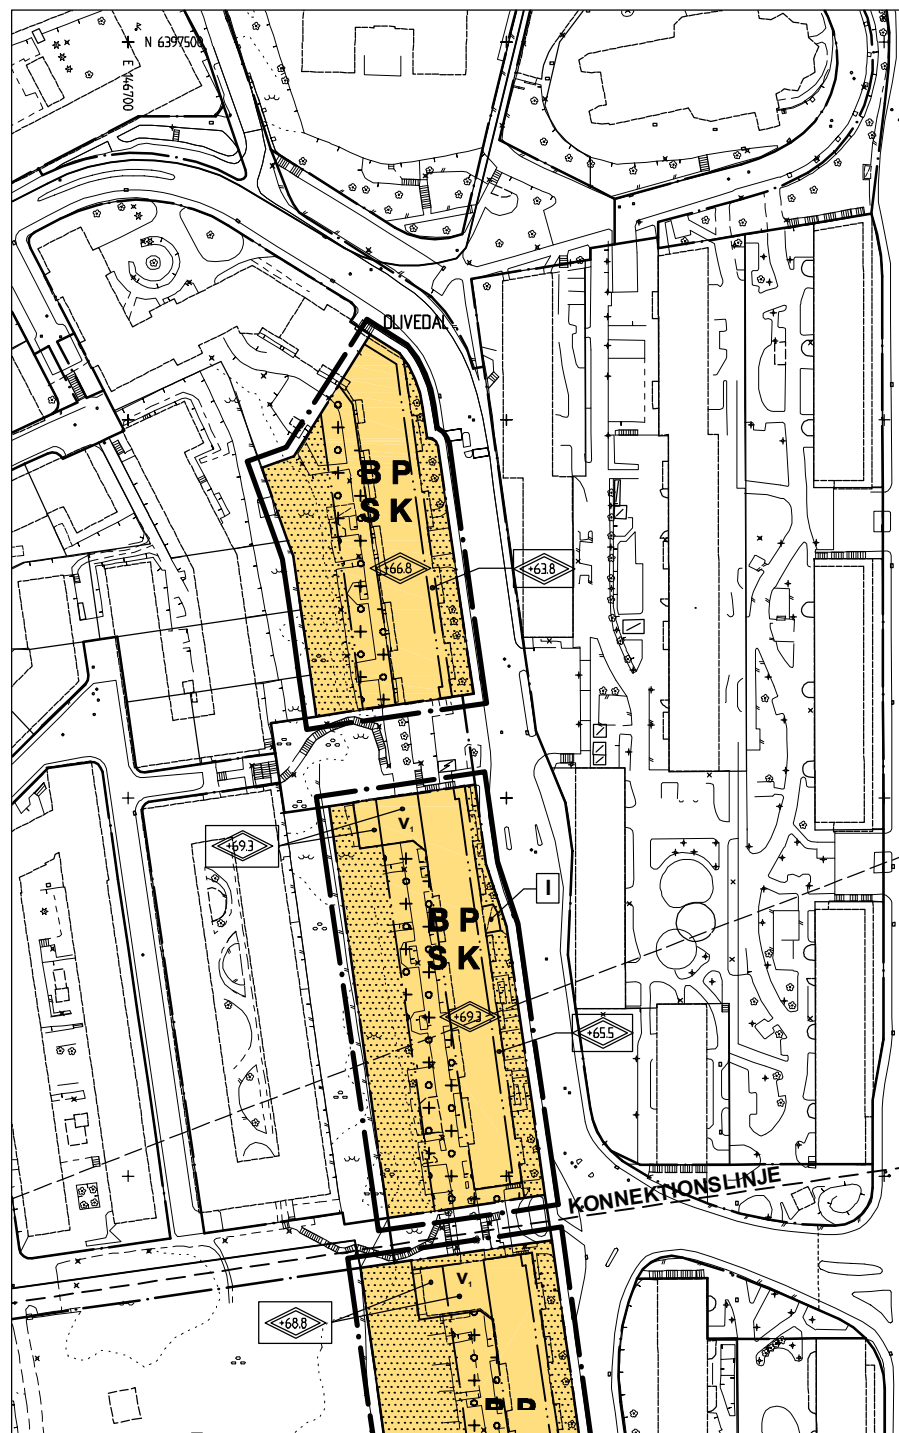 N 6397500
E 146700
OLIVEDAL
B P
S K
+66.8
+63.8
+69.3
V1
I
B P
S K
+69.3
+65.5
KONNEKTIONSLINJE
V1
+68.8
B P